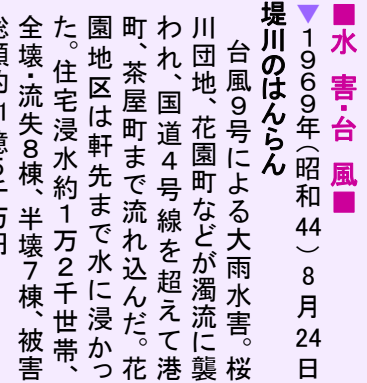 ■水 害・台 風■
▼1969年(昭和44)8月24日
堤川のはんらん
台風9号による大雨水害。桜
川団地、花園町などが濁流に襲
われ、国道4号線を超えて港
町、茶屋町まで流れ込んだ。花
園地区は軒先まで水に浸かっ
た。住宅浸水約1万2千世帯、
全壊・流失8棟、半壊7棟、被害